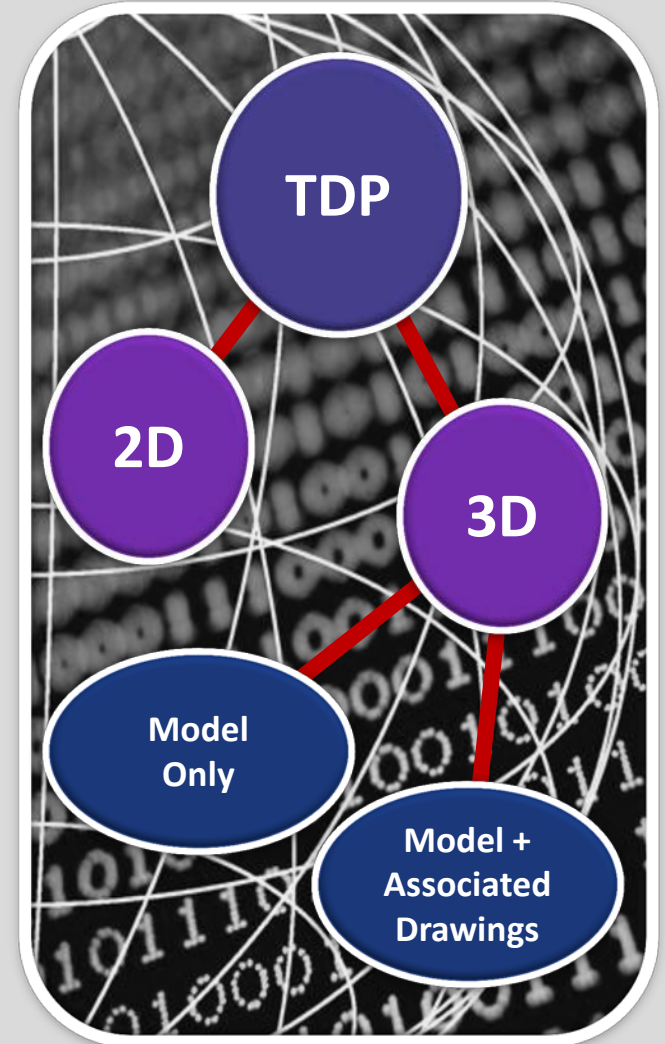 TDP
2D
3D
Model
Only
Model +
Associated
Drawings